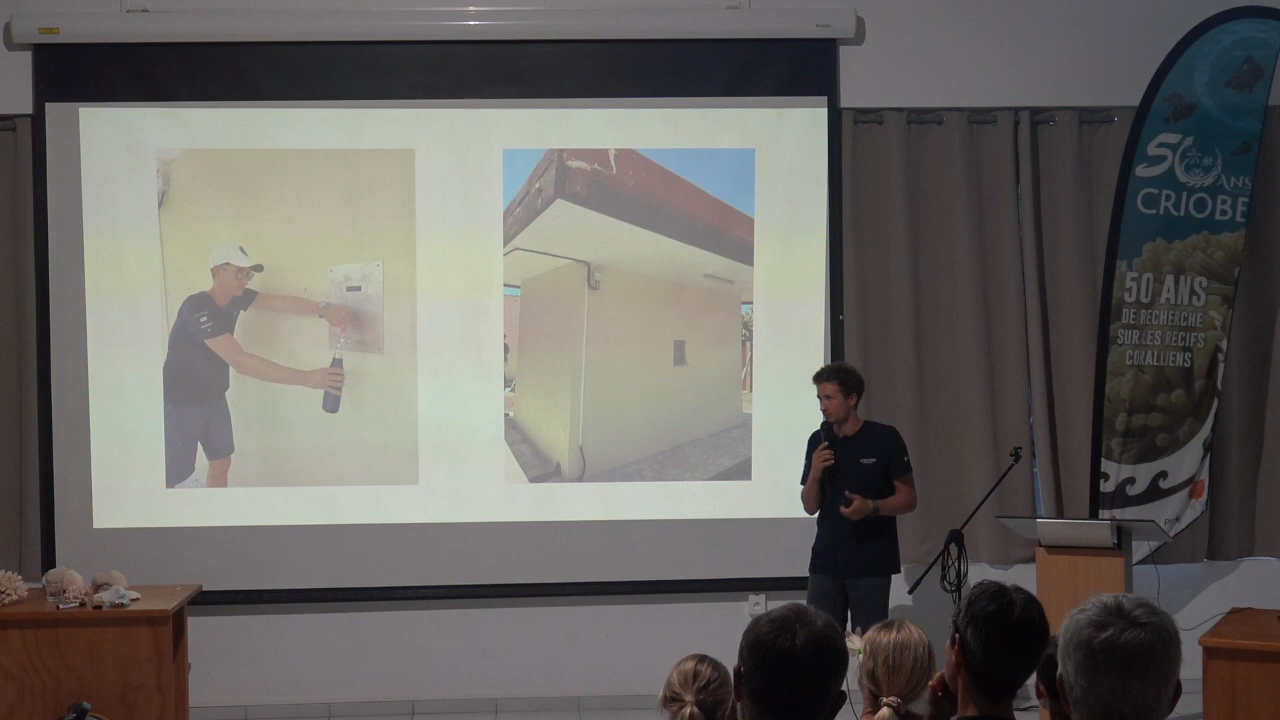 50
ANS
CRIOBE
50 ANS
DE RECHERCHE
SUR LES RECIFS
CORALLIENS